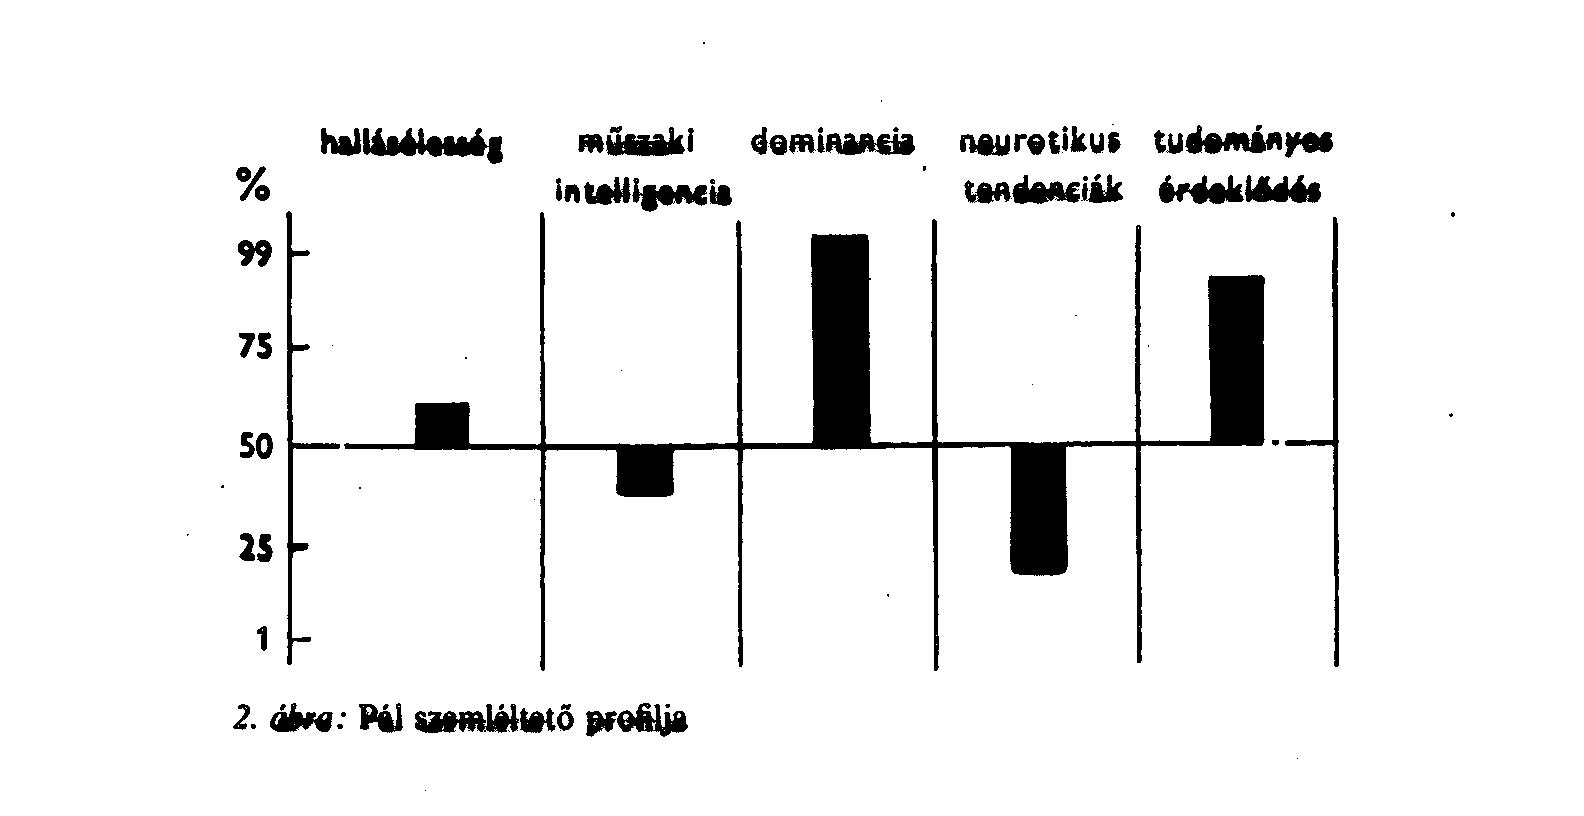 hallásélesség műszaki dominancia neurotikus tudományos
% intelligencia tendenciák érdeklődés
99
75
50
25
1
2. ábra: Pál szemléltető profilja